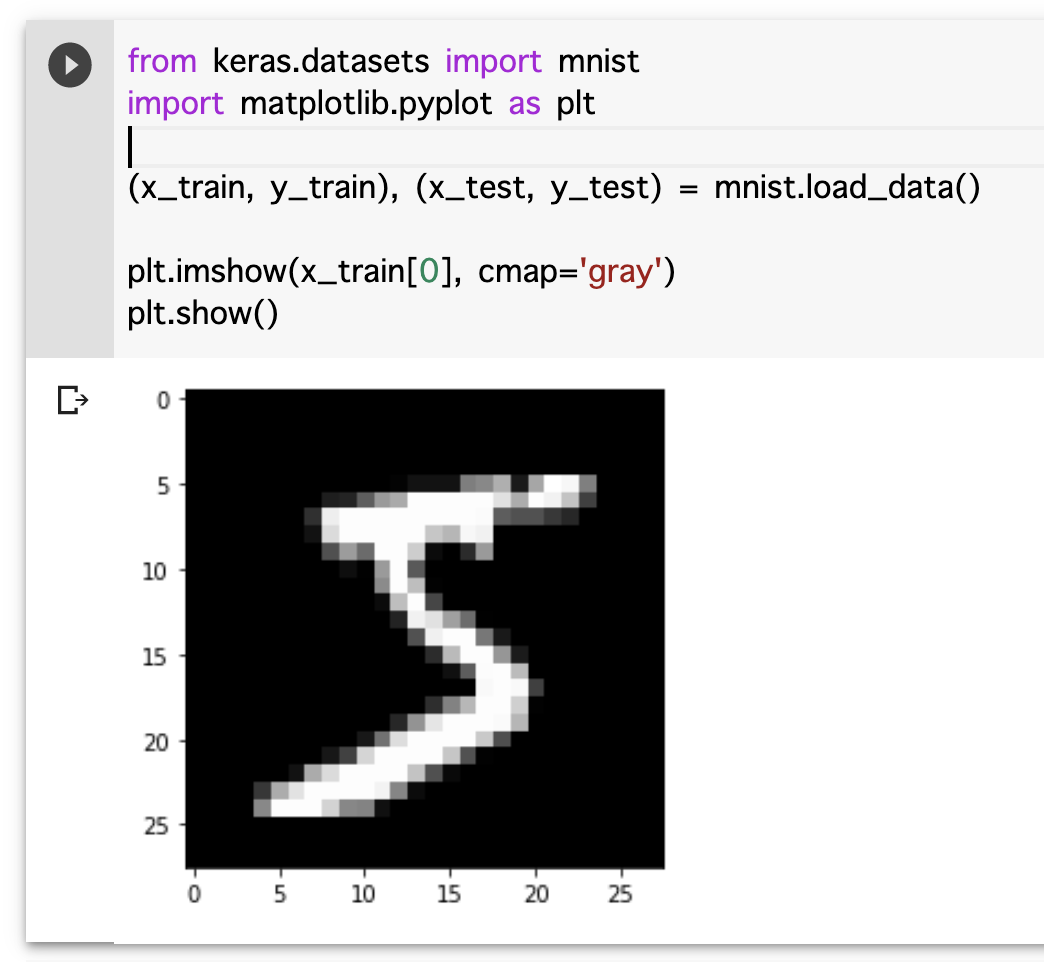 from keras.datasets import mnist
import matplotlib.pyplot as plt
(x_train, y_train), (x_test, y_test) = mnist.load_data()
plt.imshow(x_train[0], cmap='gray')
plt.show()
0
5
10
15
20
25
0 5 10 15 20 25